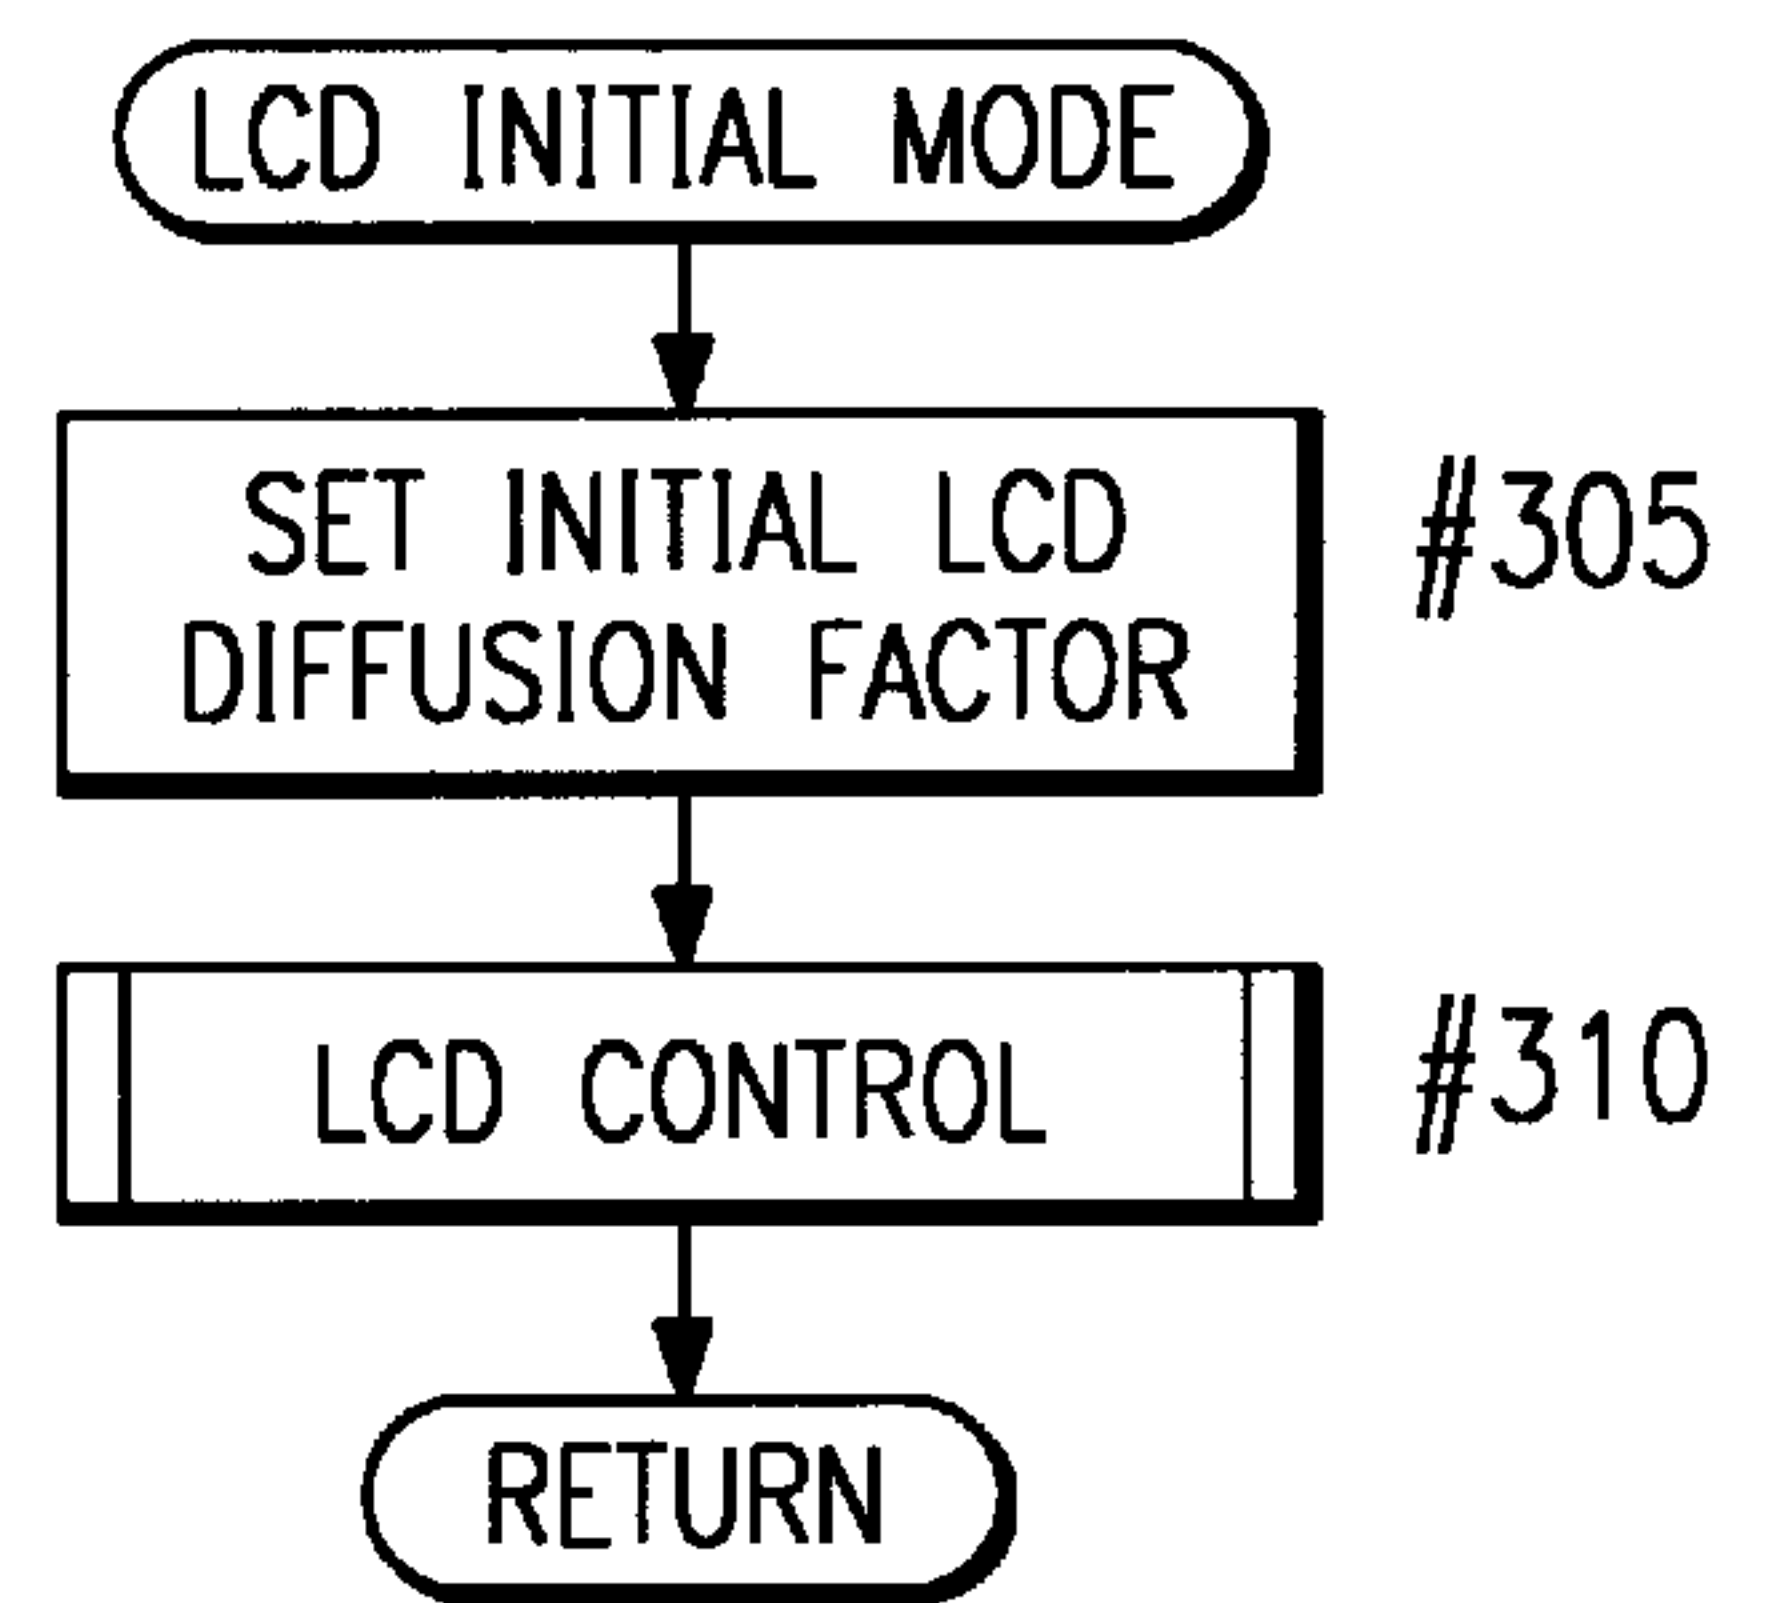 LCD INITIAL MODE
SET INITIAL LCD
DIFFUSION FACTOR
#305
LCD CONTROL
#310
RETURN